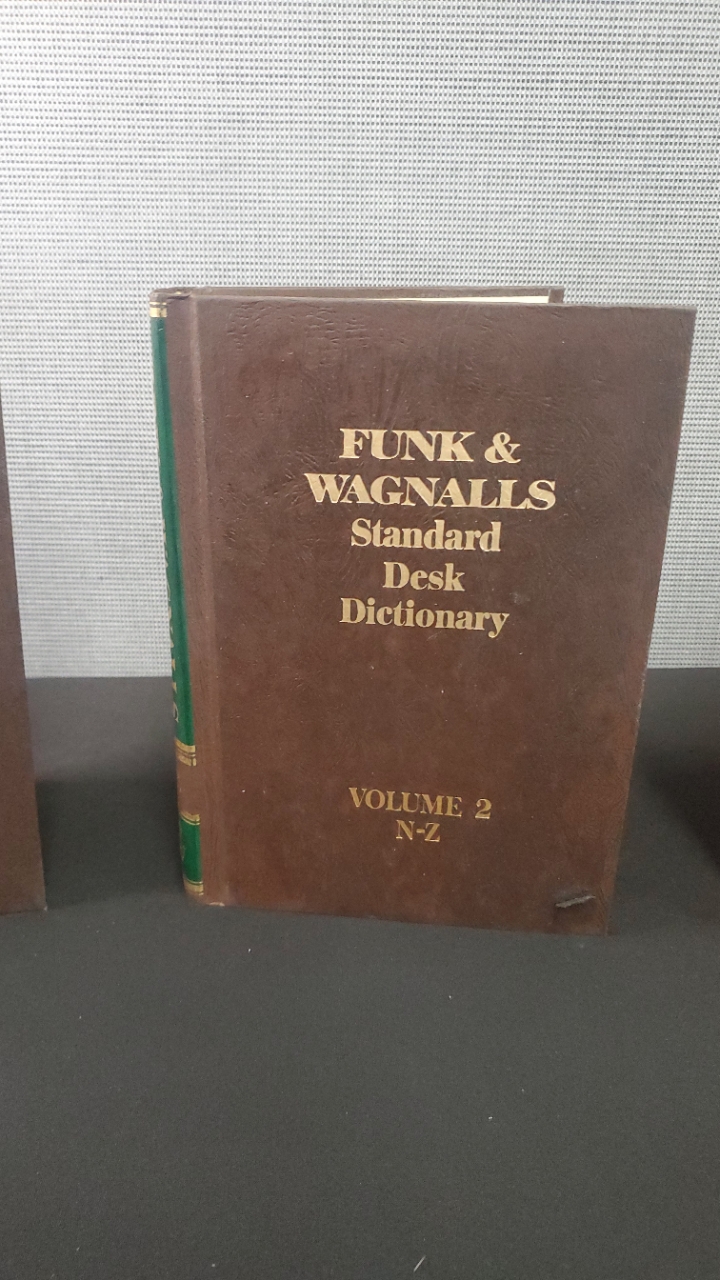 FUNK &
WAGNALLS
Standard
Desk
Dictionary
VOLUME 2
N-Z